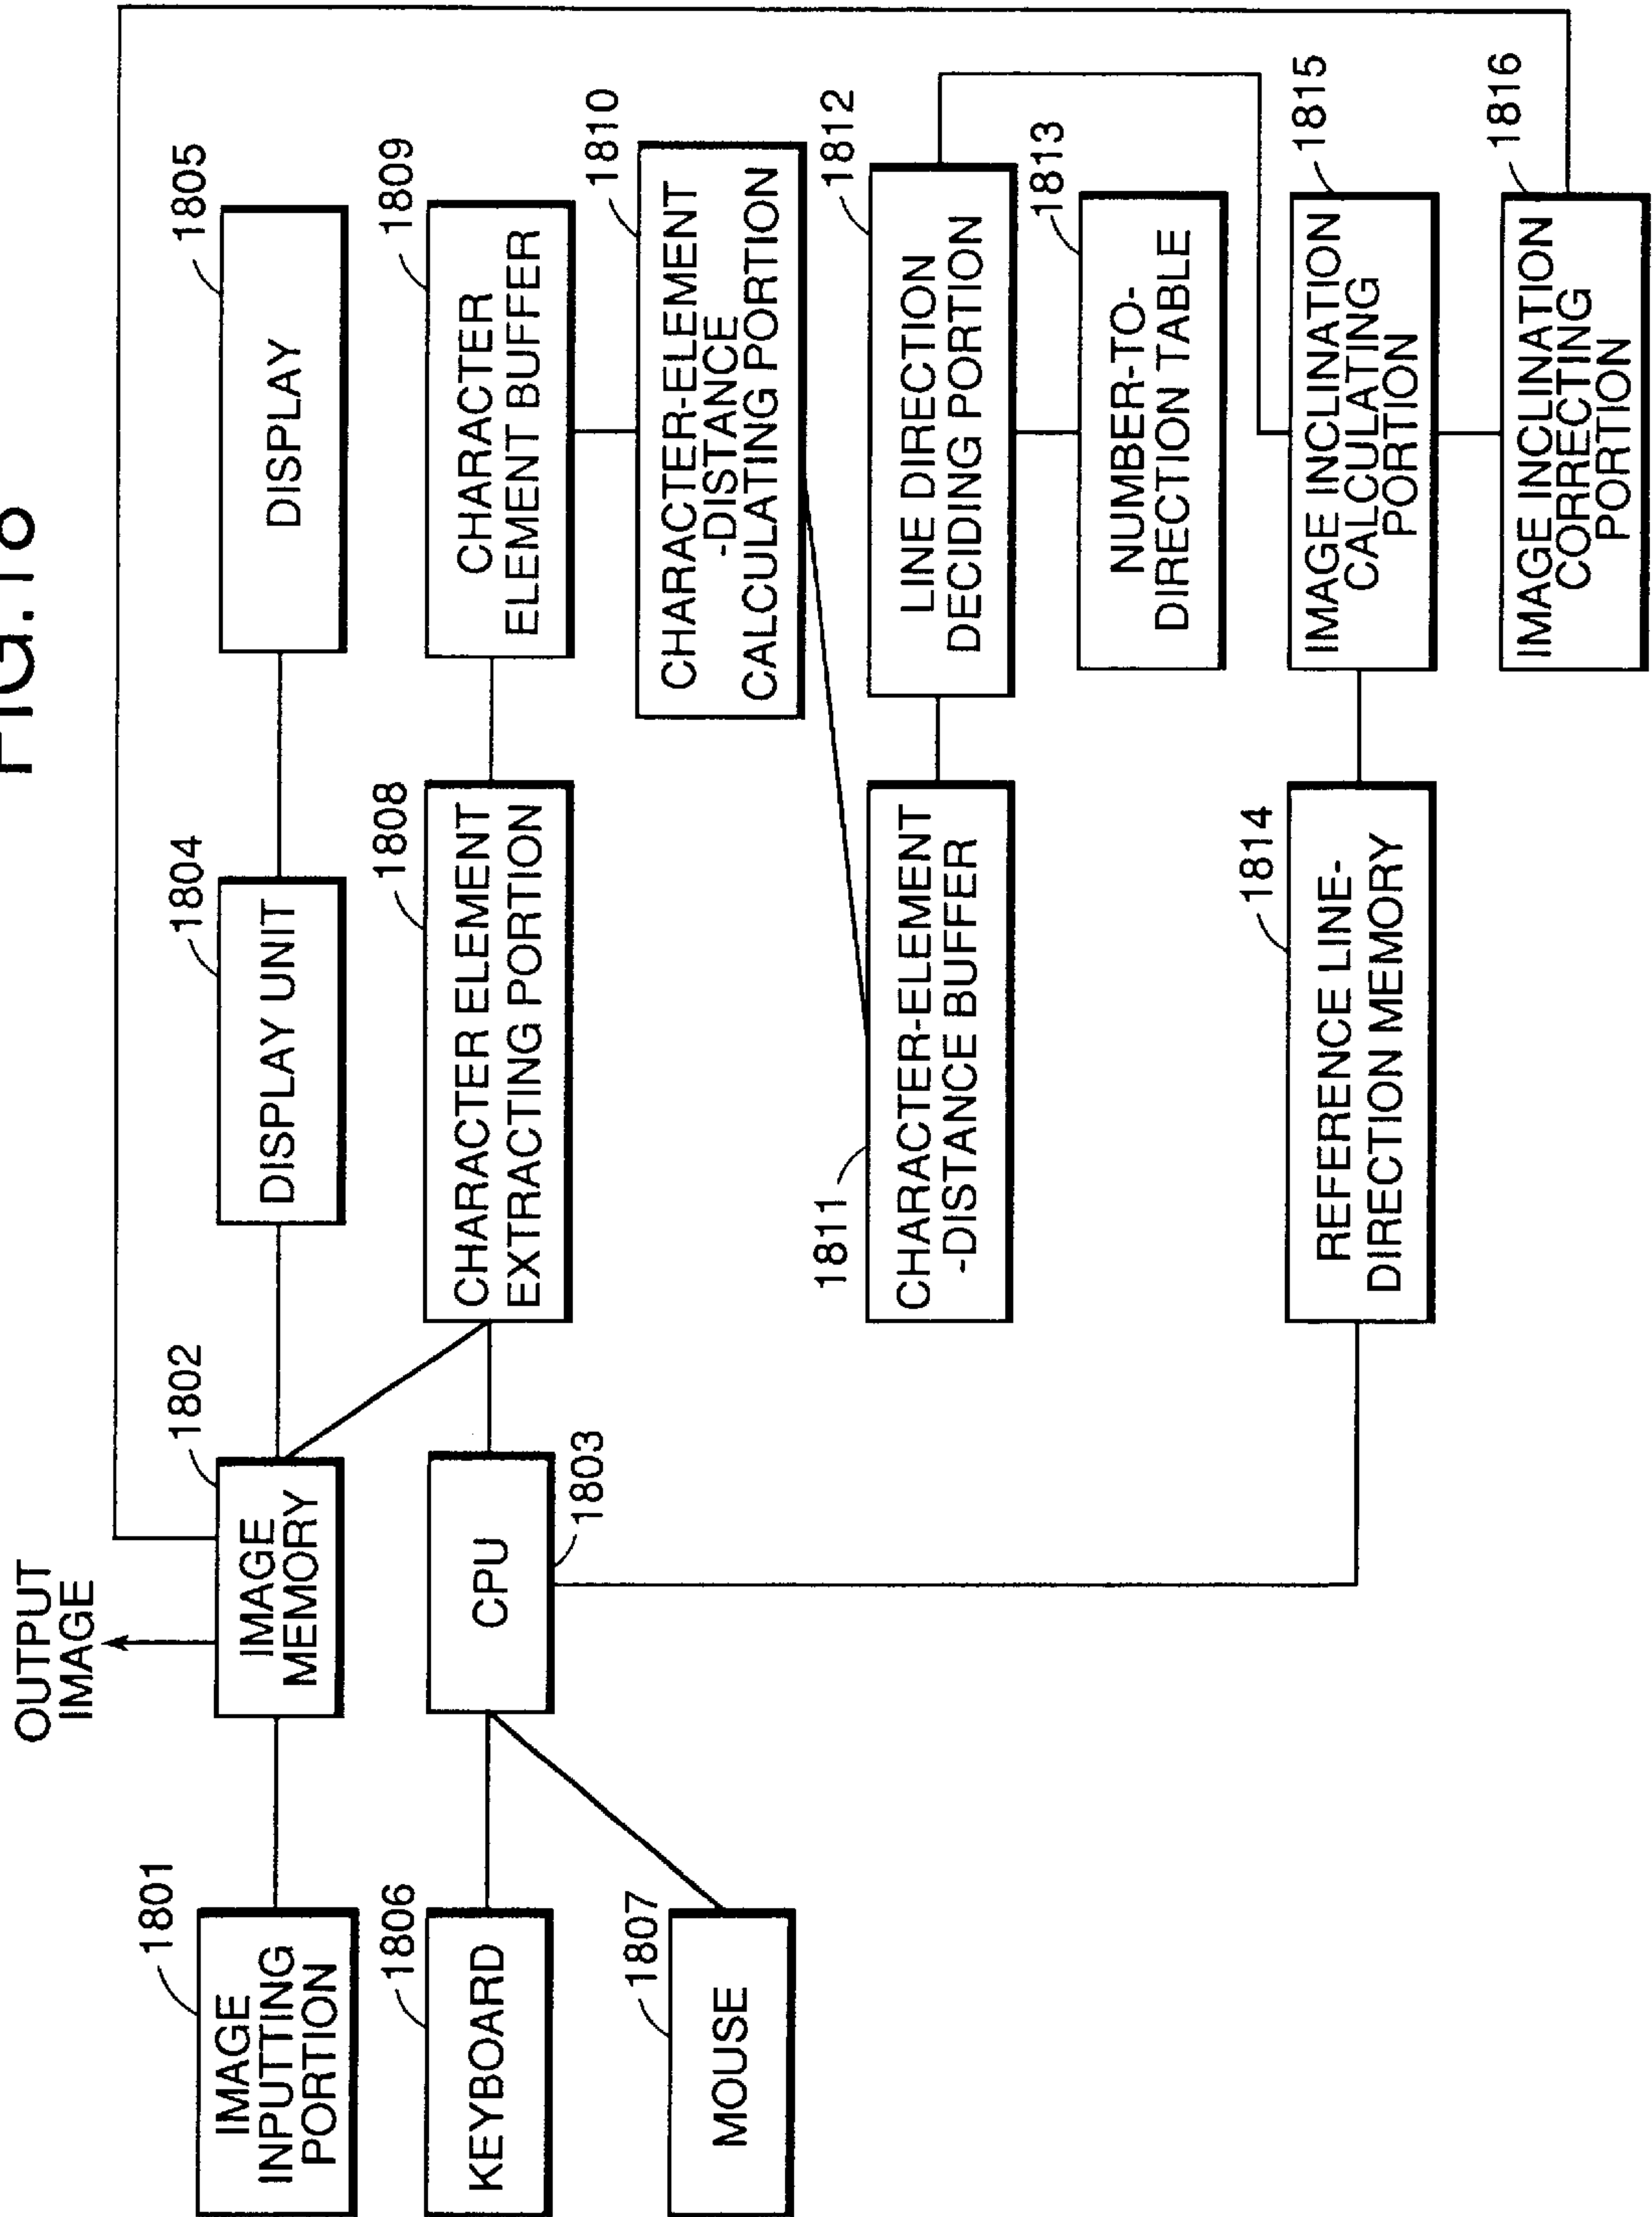 FIG.18
OUTPUT
IMAGE
1801
IMAGE
INPUTTING
PORTION
1802
IMAGE
MEMORY
1804
DISPLAY UNIT
1805
DISPLAY
1806
KEYBOARD
CPU
1803
1808
CHARACTER ELEMENT
EXTRACTING PORTION
1809
CHARACTER
ELEMENT BUFFER
1807
MOUSE
1810
CHARACTER-ELEMENT
-DISTANCE
CALCULATING PORTION
1811
CHARACTER-ELEMENT
-DISTANCE BUFFER
1812
LINE DIRECTION
DECIDING PORTION
1813
NUMBER-TO-
DIRECTION TABLE
1814
REFERENCE LINE-
DIRECTION MEMORY
1815
IMAGE INCLINATION
CALCULATING
PORTION
1816
IMAGE INCLINATION
CORRECTING
PORTION